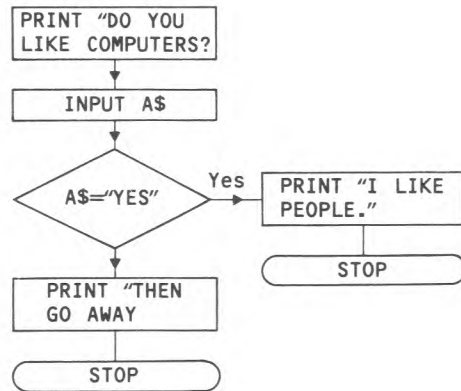 PRINT "DO YOU
LIKE COMPUTERS?
INPUT A$
A$="YES"
Yes
PRINT "I LIKE
PEOPLE."
STOP
PRINT "THEN
GO AWAY
STOP